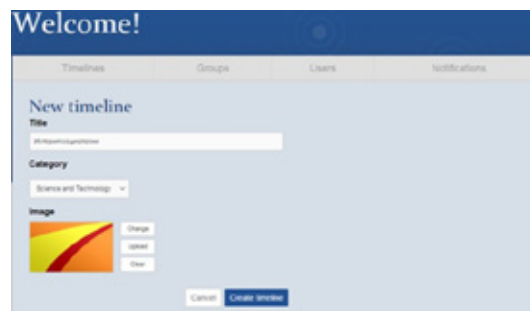 Welcome!
Timelines Groups Users Notifications
New timeline
Title
Category
Science and Technology
Image
Change
Upload
Clear
Cancel Create timeline